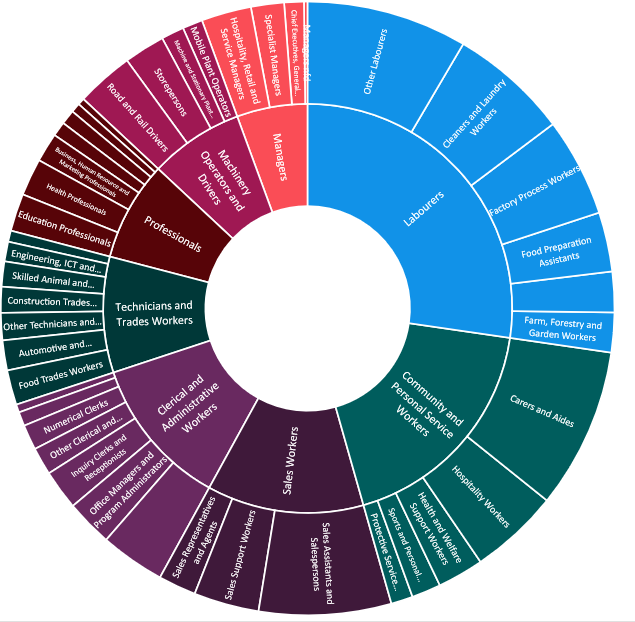 Labourers
Other Labourers
Cleaners and Laundry
Workers
Factory Process Workers
Food Preparation
Assistants
Farm, Forestry and
Garden Workers
Community and
Personal Service
Workers
Carers and Aides
Hospitality Workers
Health and Welfare
Support Workers
Sports and Personal...
Protective Service...
Sales Workers
Sales Assistants and
Salespersons
Sales Support Workers
Sales Representatives
and Agents
Clerical and
Administrative
Workers
Office Managers and
Program Administrators
Inquiry Clerks and
Receptionists
Other Clerical and...
Numerical Clerks
Technicians and
Trades Workers
Food Trades Workers
Automotive and...
Other Technicians and...
Construction Trades...
Skilled Animal and...
Engineering, ICT and...
Professionals
Education Professionals
Health Professionals
Business, Human Resource and
Marketing Professionals
Machinery
Operators and
Drivers
Road and Rail Drivers
Storepersons
Machine and Stationary Plant...
Mobile Plant Operators
Managers
Hospitality, Retail and
Service Managers
Specialist Managers
Chief Executives, General...